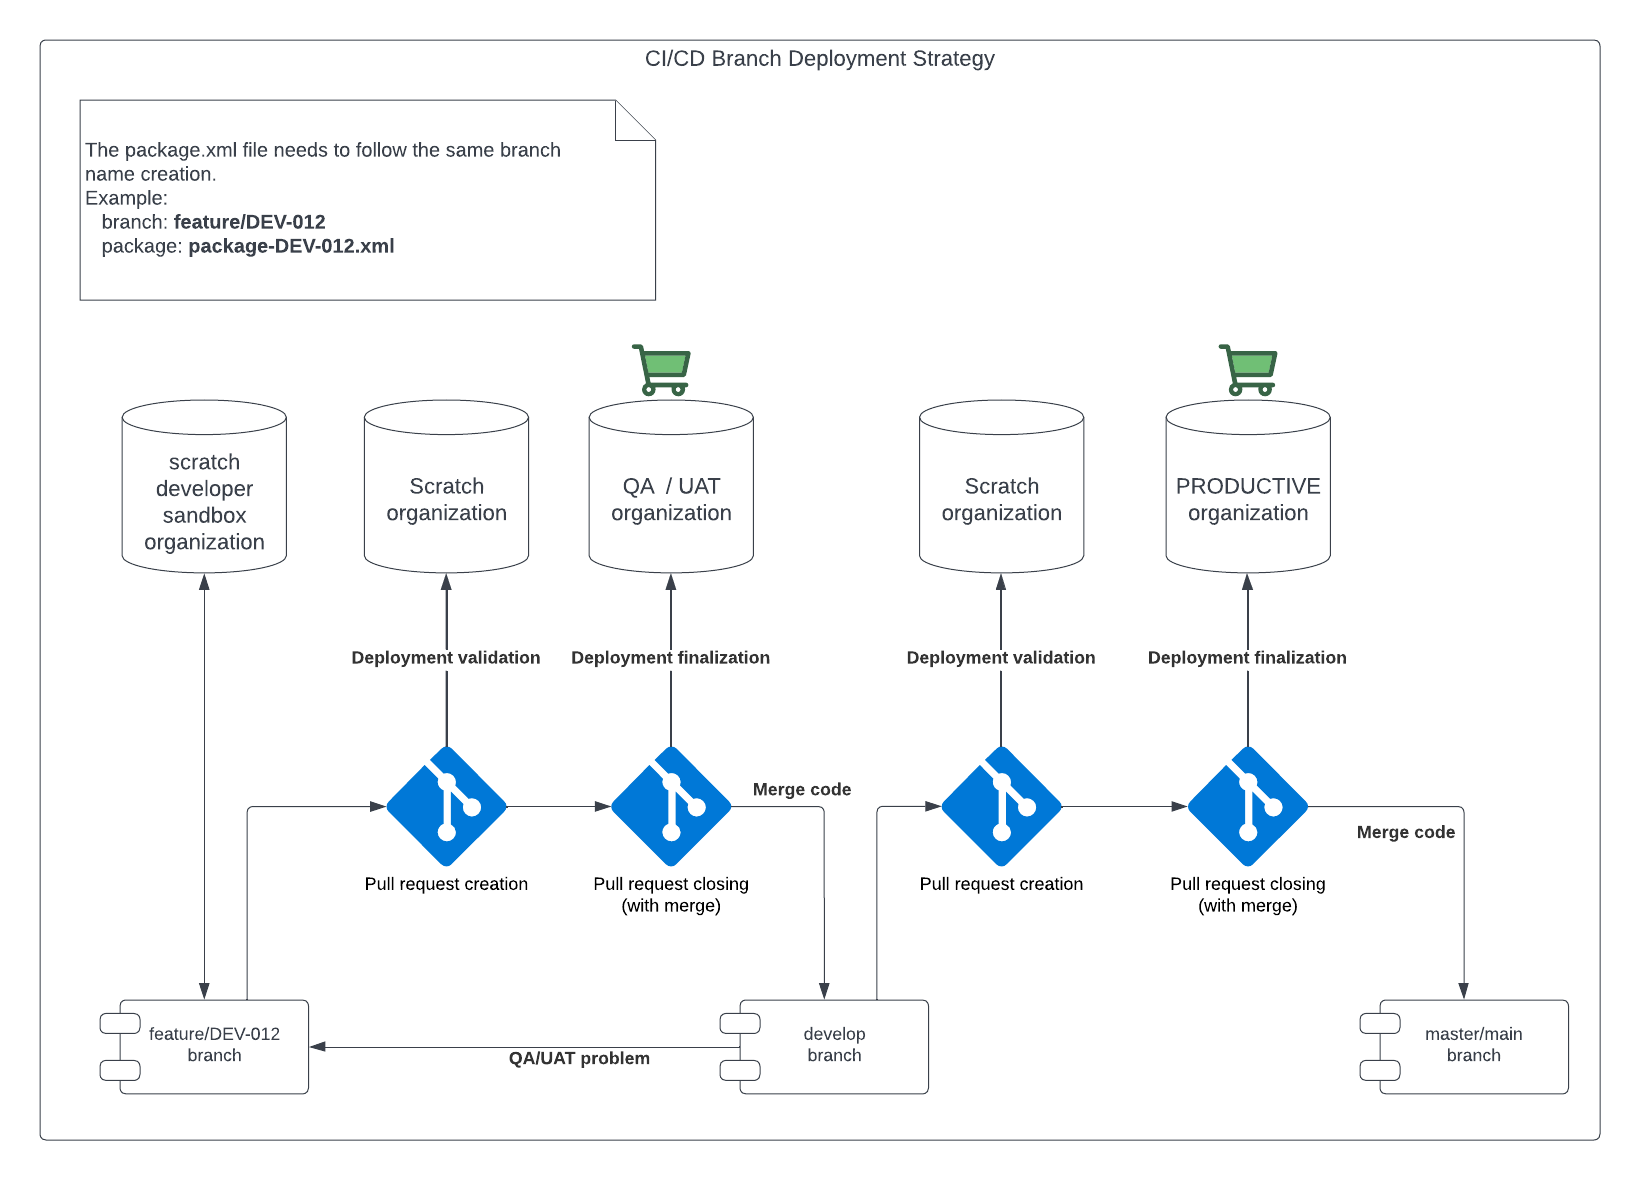 CI/CD Branch Deployment Strategy
The package.xml file needs to follow the same branch
name creation.
Example:
branch: feature/DEV-012
package: package-DEV-012.xml
scratch
developer
sandbox
organization
Scratch
organization
QA / UAT
organization
Scratch
organization
PRODUCTIVE
organization
Deployment validation
Deployment finalization
Deployment validation
Deployment finalization
Merge code
Merge code
Pull request creation
Pull request closing
(with merge)
Pull request creation
Pull request closing
(with merge)
feature/DEV-012
branch
QA/UAT problem
develop
branch
master/main
branch